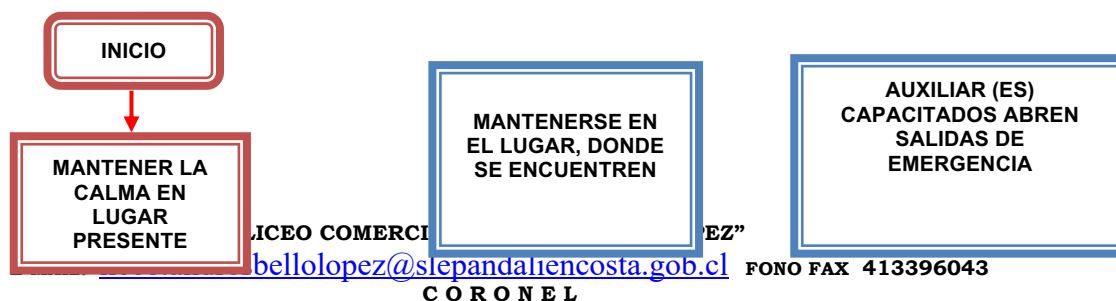 INICIO
MANTENER LA
CALMA EN
LUGAR
PRESENTE
MANTENERSE EN
EL LUGAR, DONDE
SE ENCUENTREN
AUXILIAR (ES)
CAPACITADOS ABREN
SALIDAS DE
EMERGENCIA
LICEO COMERCI PEZ”
bellolopez@slepandaliencosta.gob.cl FONO FAX 413396043
CORONEL